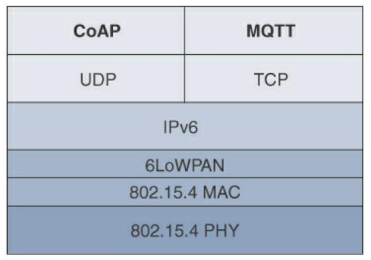 CoAP MQTT
UDP TCP
IPv6
6LoWPAN
802.15.4 MAC
802.15.4 PHY